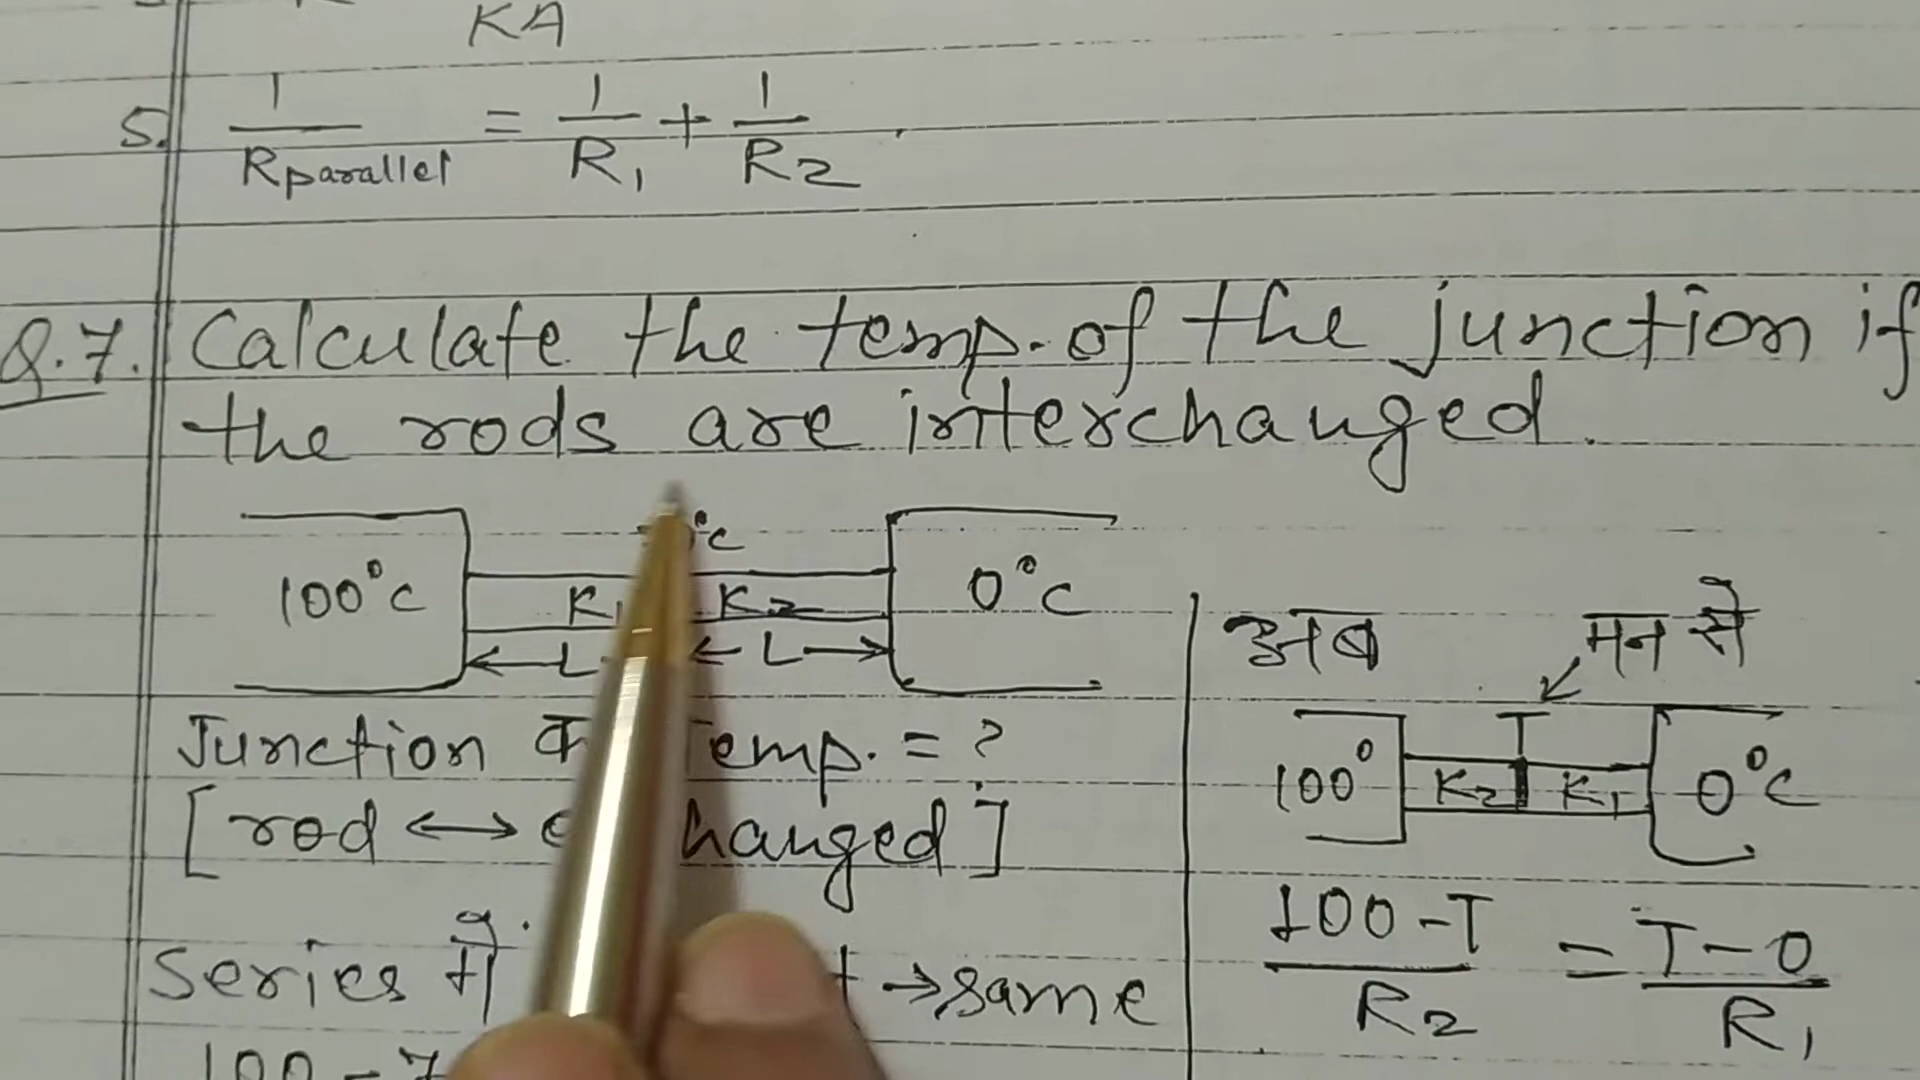 KA
5. 1/Rparallel = 1/R1 + 1/R2
Q.7. Calculate the temp. of the junction if
the rods are interchanged.
100°C K1 K2 0°C
°C
L L
Junction Temp. = ?
[rod ↔ hanged]
Series में → same
100 - 7
अब मन से
T
100° K2 K1 0°C
100-T/R2 = T-0/R1